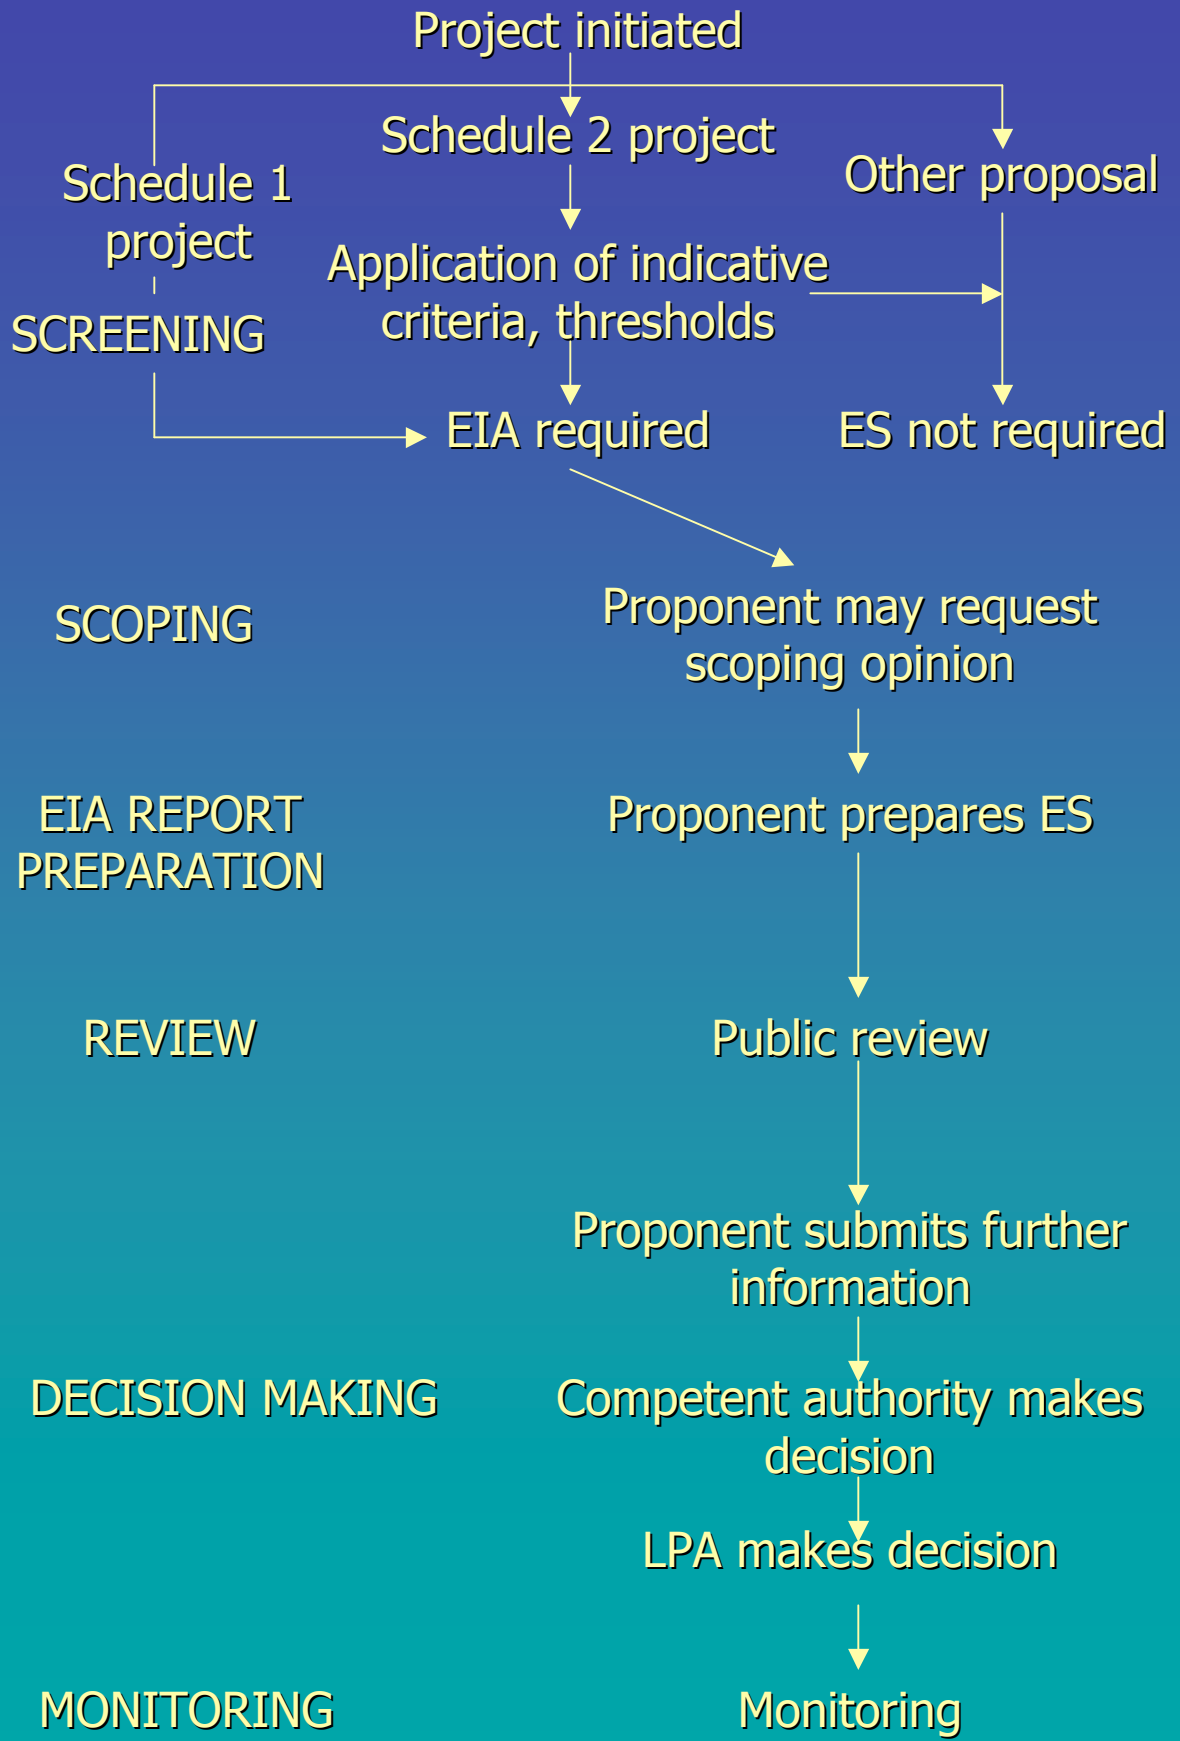 Project initiated
Schedule 2 project
Other proposal
Schedule 1
project
Application of indicative
criteria, thresholds
SCREENING
EIA required
ES not required
SCOPING
Proponent may request
scoping opinion
EIA REPORT
PREPARATION
Proponent prepares ES
REVIEW
Public review
Proponent submits further
information
DECISION MAKING
Competent authority makes
decision
LPA makes decision
MONITORING
Monitoring